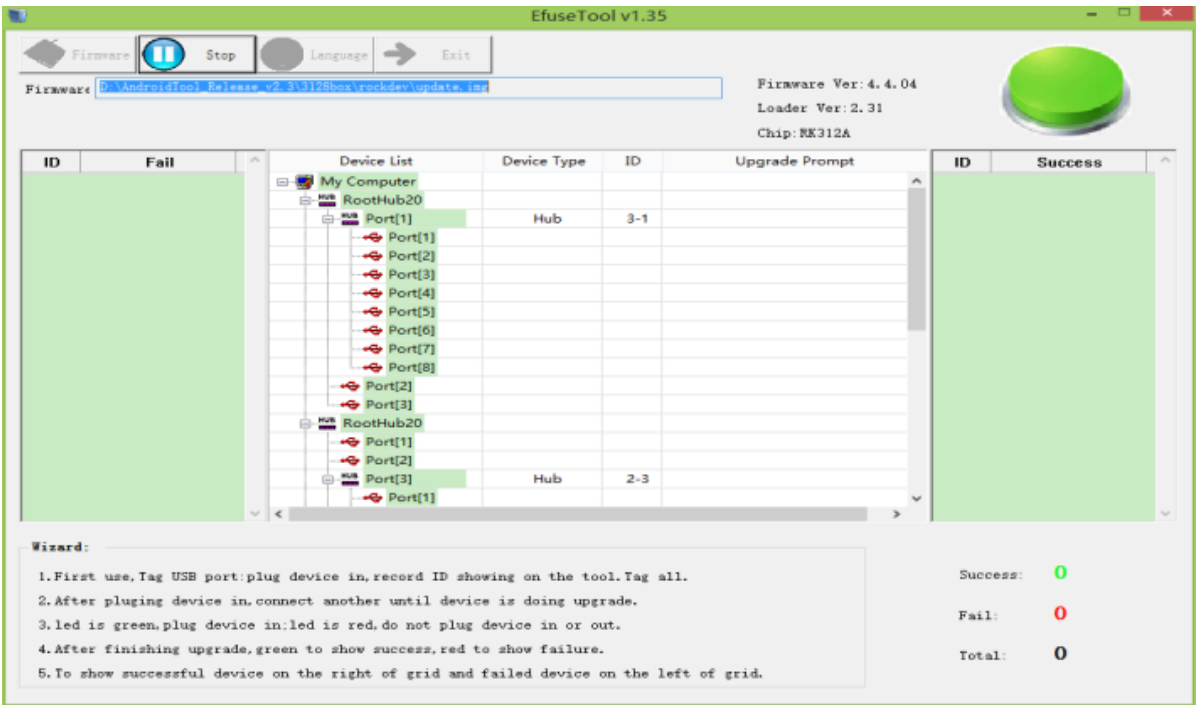 EfuseTool v1.35
Firmware Stop Language Exit
Firmware D:\AndroidTool_Release_v2.3\3128box\rockdev\update.img
Firmware Ver:4.4.04
Loader Ver:2.31
Chip:RK312A
ID Fail Device List Device Type ID Upgrade Prompt ID Success
My Computer
HUB RootHub20
HUB Port[1] Hub 3-1
Port[1]
Port[2]
Port[3]
Port[4]
Port[5]
Port[6]
Port[7]
Port[8]
Port[2]
Port[3]
HUB RootHub20
Port[1]
Port[2]
HUB Port[3] Hub 2-3
Port[1]
Wizard:
1.First use,Tag USB port:plug device in,record ID showing on the tool.Tag all.
2.After pluging device in,connect another until device is doing upgrade.
3.led is green,plug device in;led is red,do not plug device in or out.
4.After finishing upgrade,green to show success,red to show failure.
5.To show successful device on the right of grid and failed device on the left of grid.
Success: 0
Fail: 0
Total: 0